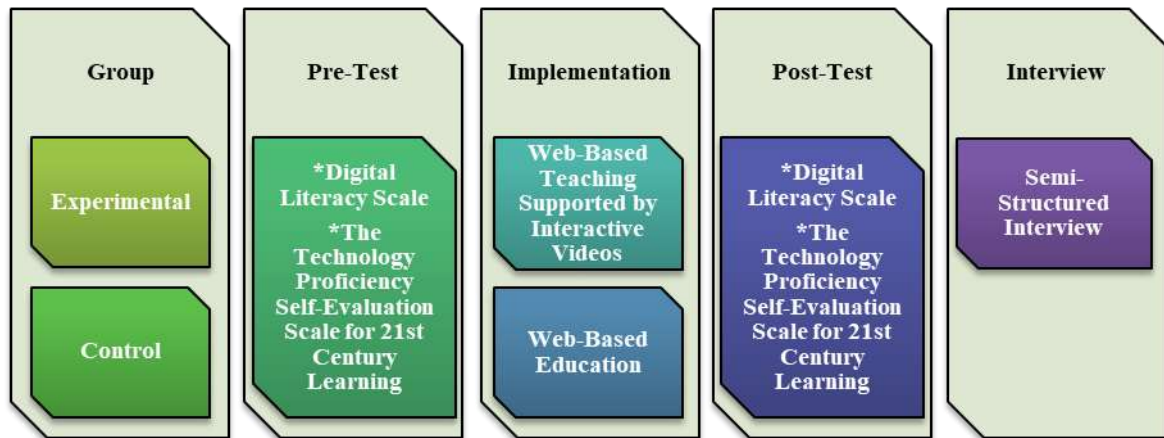 Group
Experimental
Control
Pre-Test
*Digital
Literacy Scale
*The
Technology
Proficiency
Self-Evaluation
Scale for 21st
Century
Learning
Implementation
Web-Based
Teaching
Supported by
Interactive
Videos
Web-Based
Education
Post-Test
*Digital
Literacy Scale
*The
Technology
Proficiency
Self-Evaluation
Scale for 21st
Century
Learning
Interview
Semi-
Structured
Interview